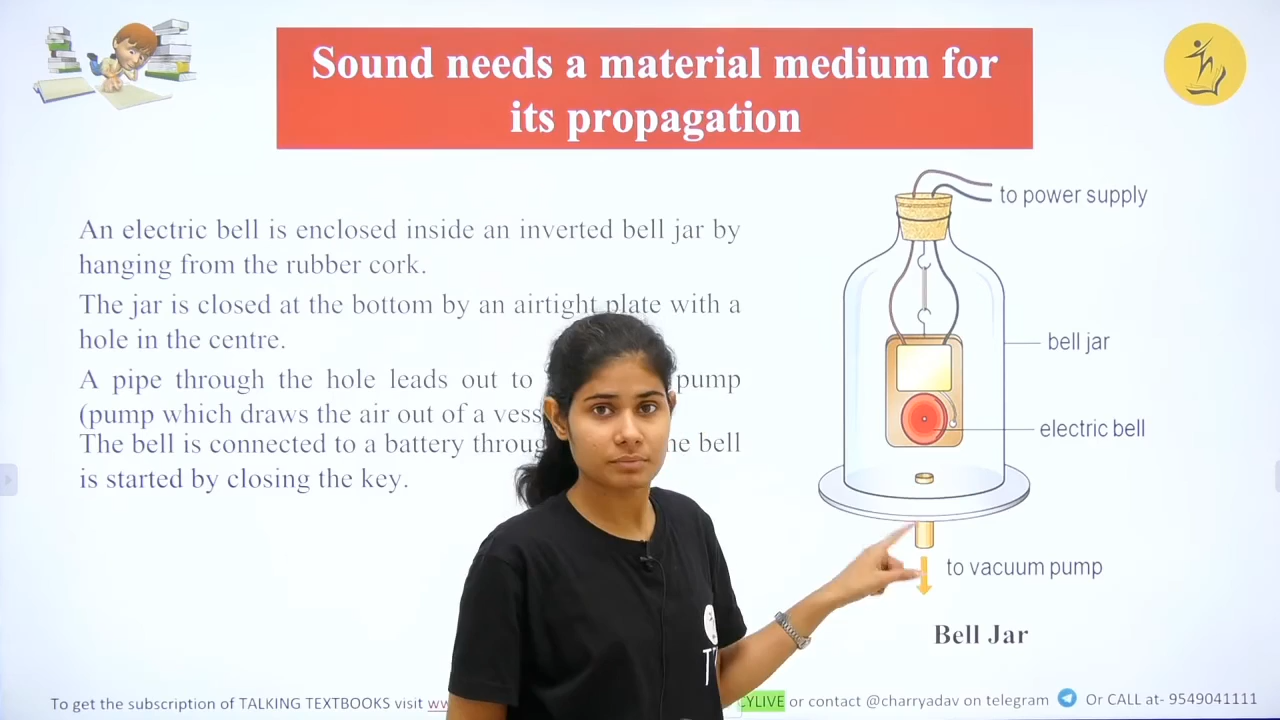 Sound needs a material medium for
its propagation
to power supply
An electric bell is enclosed inside an inverted bell jar by
hanging from the rubber cork.
The jar is closed at the bottom by an airtight plate with a
hole in the centre.
A pipe through the hole leads out to pump
(pump which draws the air out of a
The bell is connected to a battery bell
is started by closing the key.
bell jar
electric bell
to vacuum pump
Bell Jar
To get the subscription of TALKING TEXTBOOKS visit or contact @charryadav on telegram Or CALL at- 9549041111